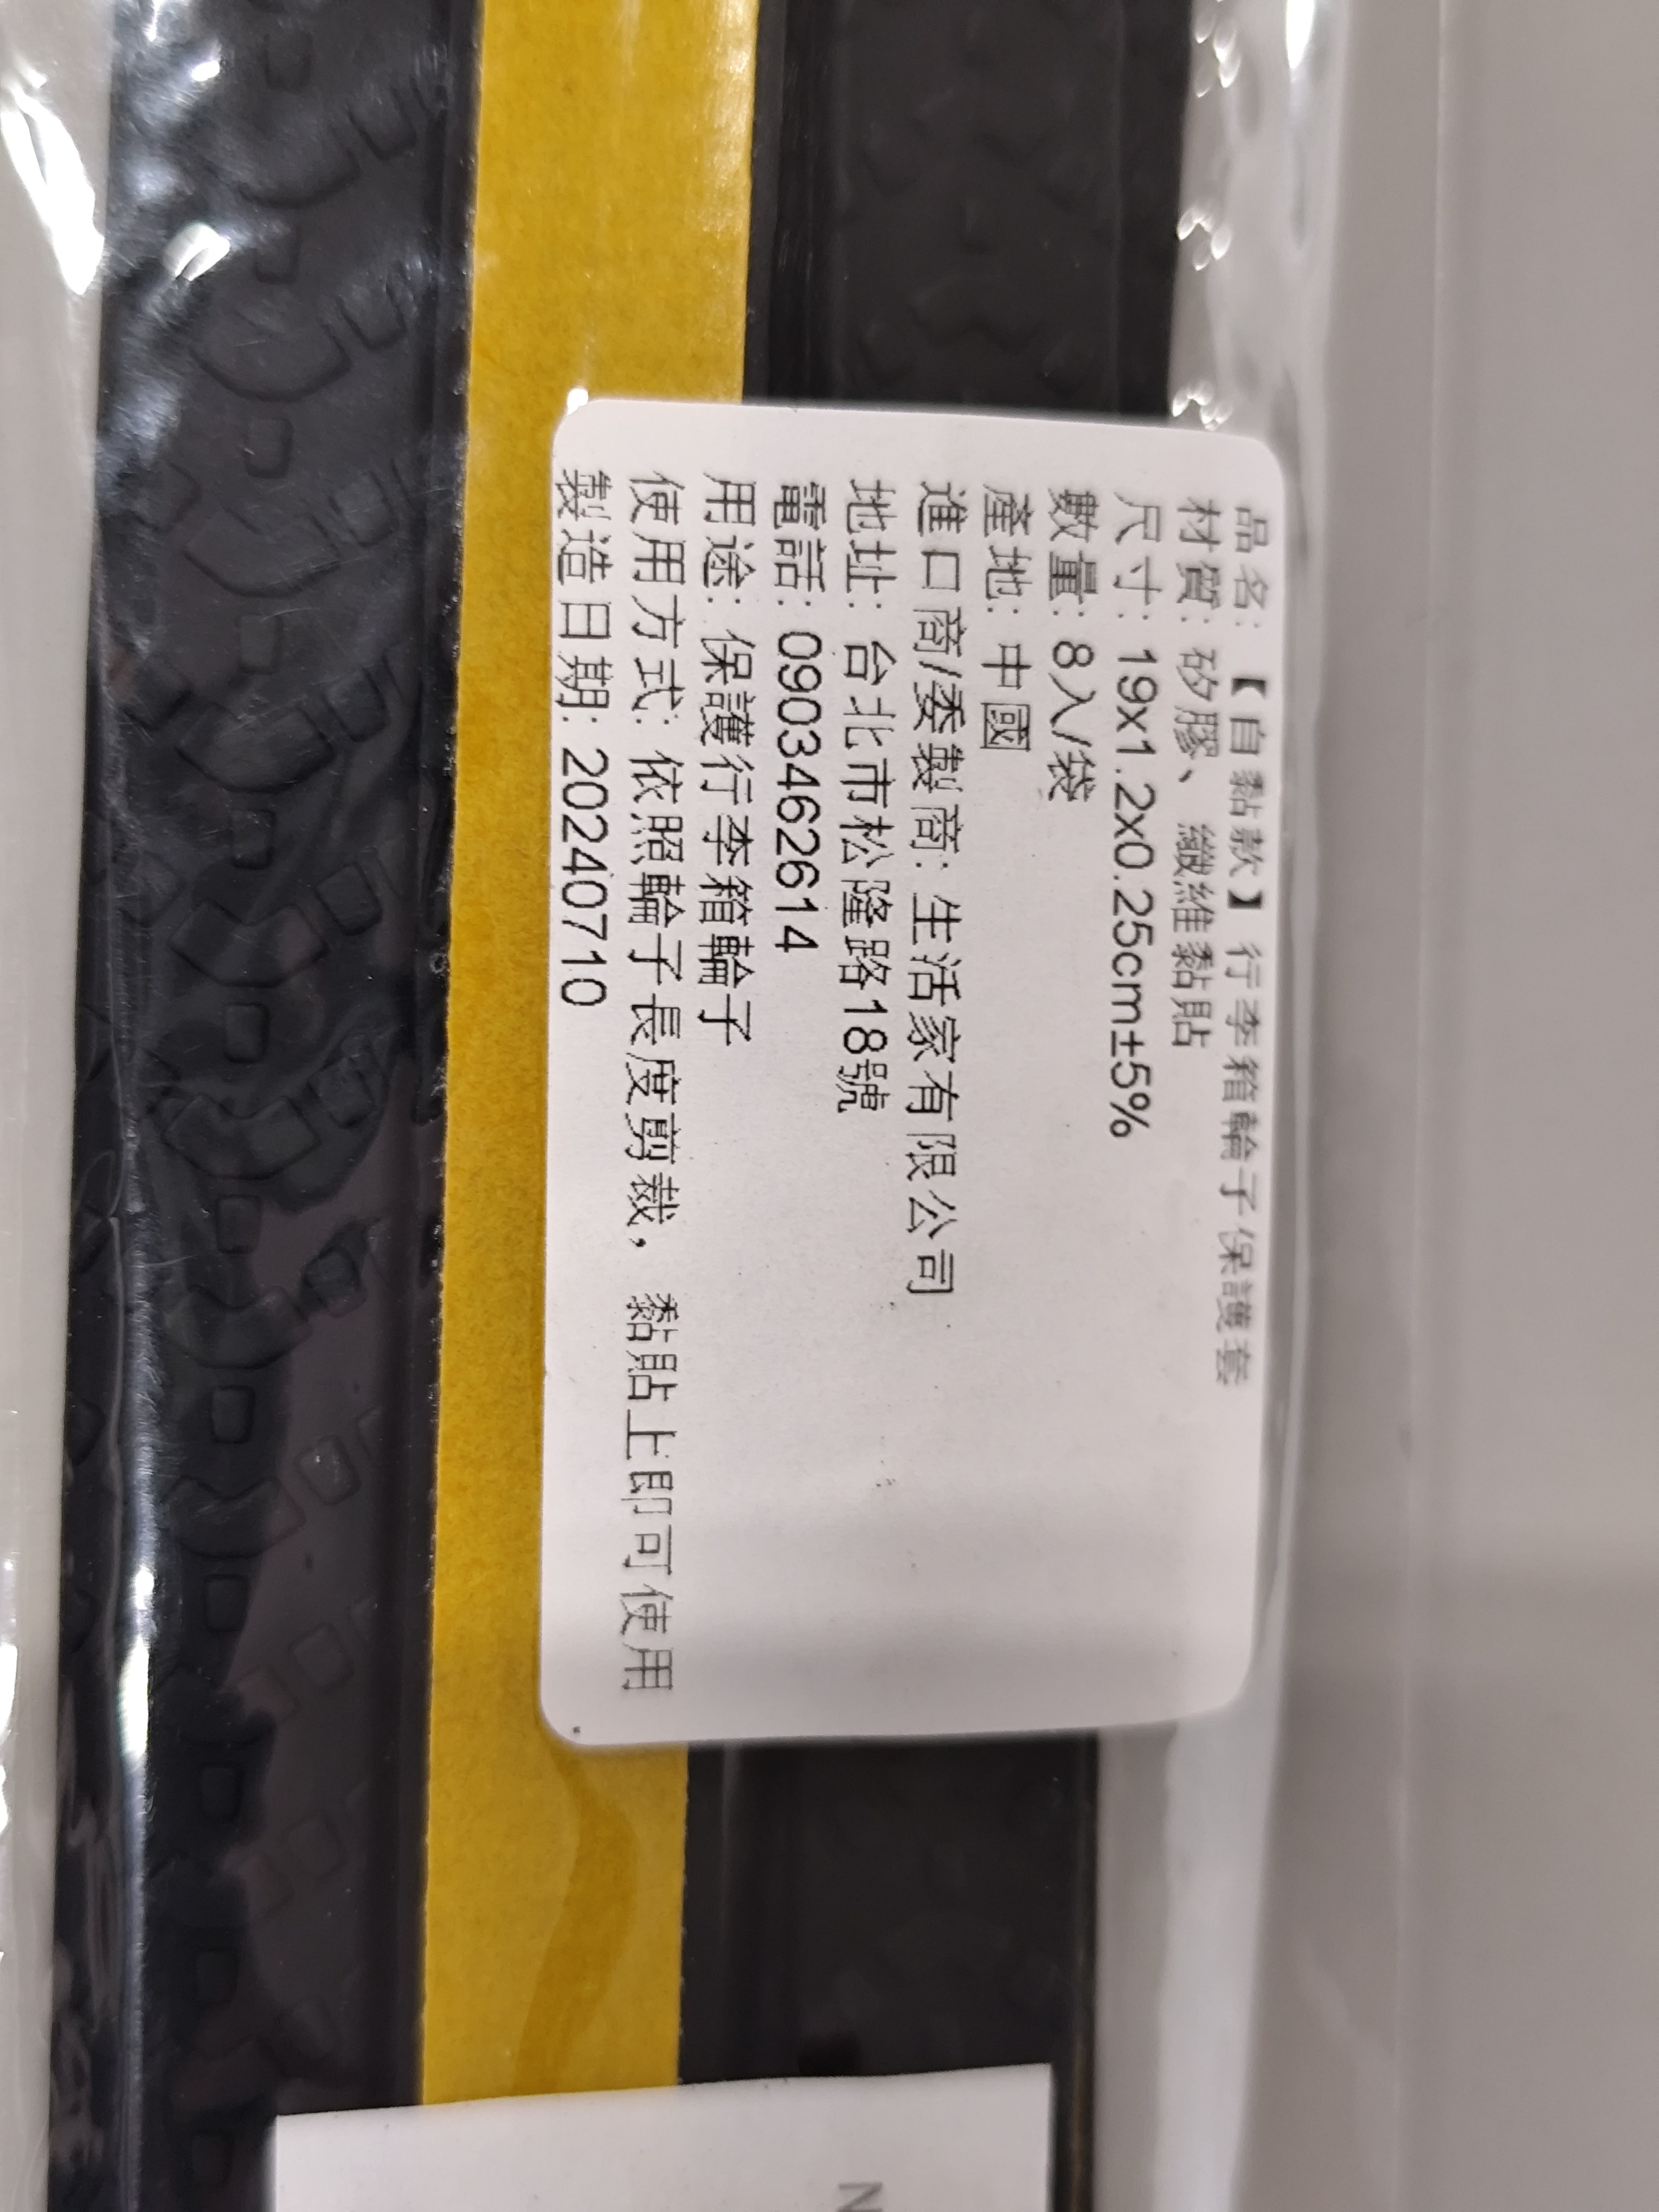 品名: 【自黏款】行李箱輪子保護套
材質: 矽膠、纖維黏貼
尺寸: 19x1.2x0.25cm±5%
數量: 8入/袋
產地: 中國
進口商/委製商: 生活家有限公司
地址: 台北市松隆路18號
電話: 0903462614
用途: 保護行李箱輪子
使用方式: 依照輪子長度剪裁，黏貼上即可使用
製造日期: 20240710
N